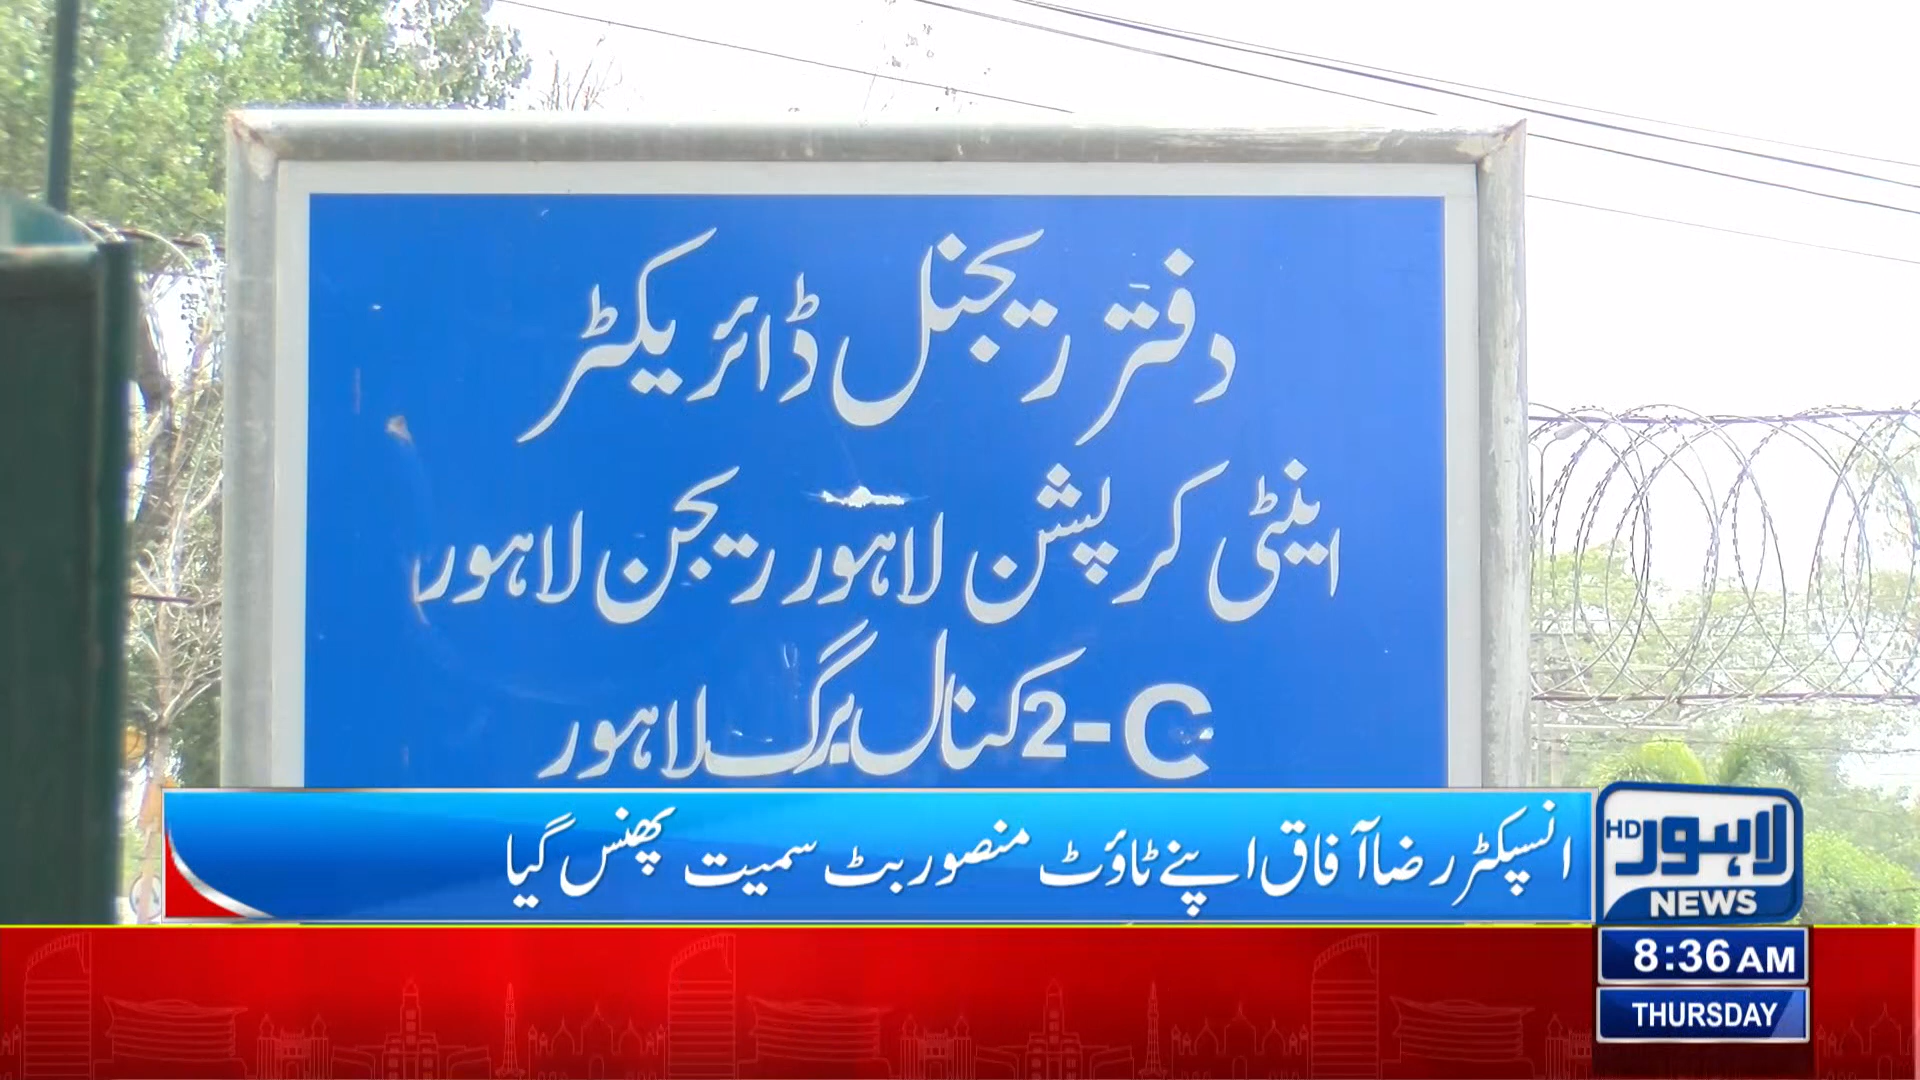 دفتر ریجنل ڈائریکٹر
اینٹی کرپشن لاہور ریجن لاہور
2-C کنال برگ لاہور
انسپکٹر رضا آفاق اپنے ٹاؤٹ منصور بٹ سمیت پھنس گیا
لاہور HD
NEWS
8:36 AM
THURSDAY